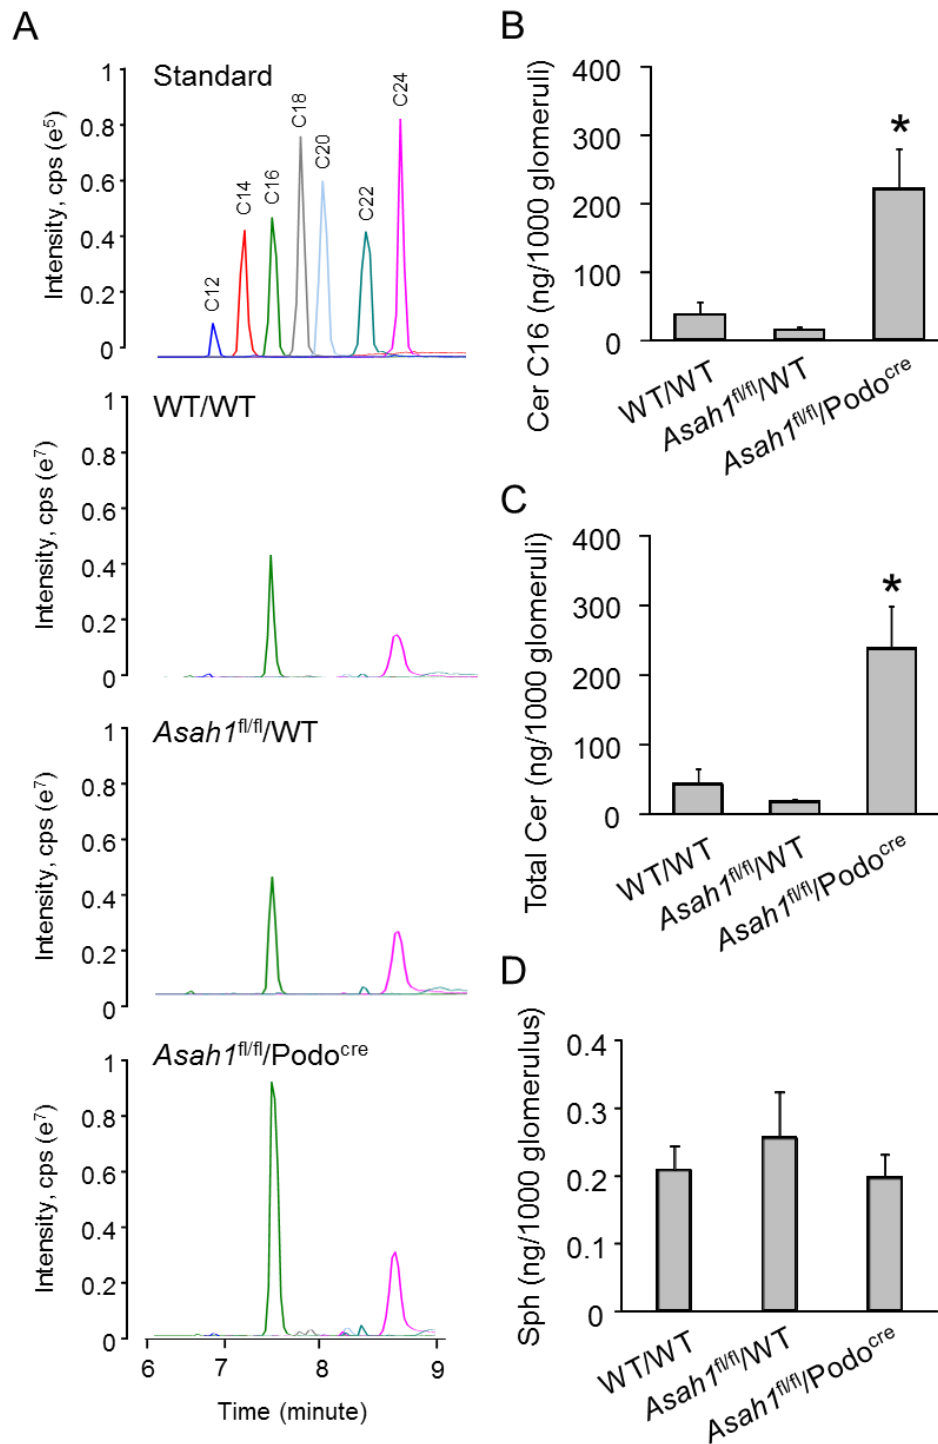 A
Standard
Intensity, cps (e⁵)
1
0.8
0.6
0.4
0.2
0
C12
C14
C16
C18
C20
C22
C24
WT/WT
Intensity, cps (e⁷)
1
0.8
0.6
0.4
0.2
0
Asah1fl/fl/WT
Intensity, cps (e⁷)
1
0.8
0.6
0.4
0.2
0
Asah1fl/fl/Podocre
Intensity, cps (e⁷)
1
0.8
0.6
0.4
0.2
0
6 7 8 9
Time (minute)
B
Cer C16 (ng/1000 glomeruli)
400
300
200
100
0
*
WT/WT
Asah1fl/fl/WT
Asah1fl/fl/Podocre
C
Total Cer (ng/1000 glomeruli)
400
300
200
100
0
*
WT/WT
Asah1fl/fl/WT
Asah1fl/fl/Podocre
D
Sph (ng/1000 glomerulus)
0.4
0.3
0.2
0.1
0
WT/WT
Asah1fl/fl/WT
Asah1fl/fl/Podocre